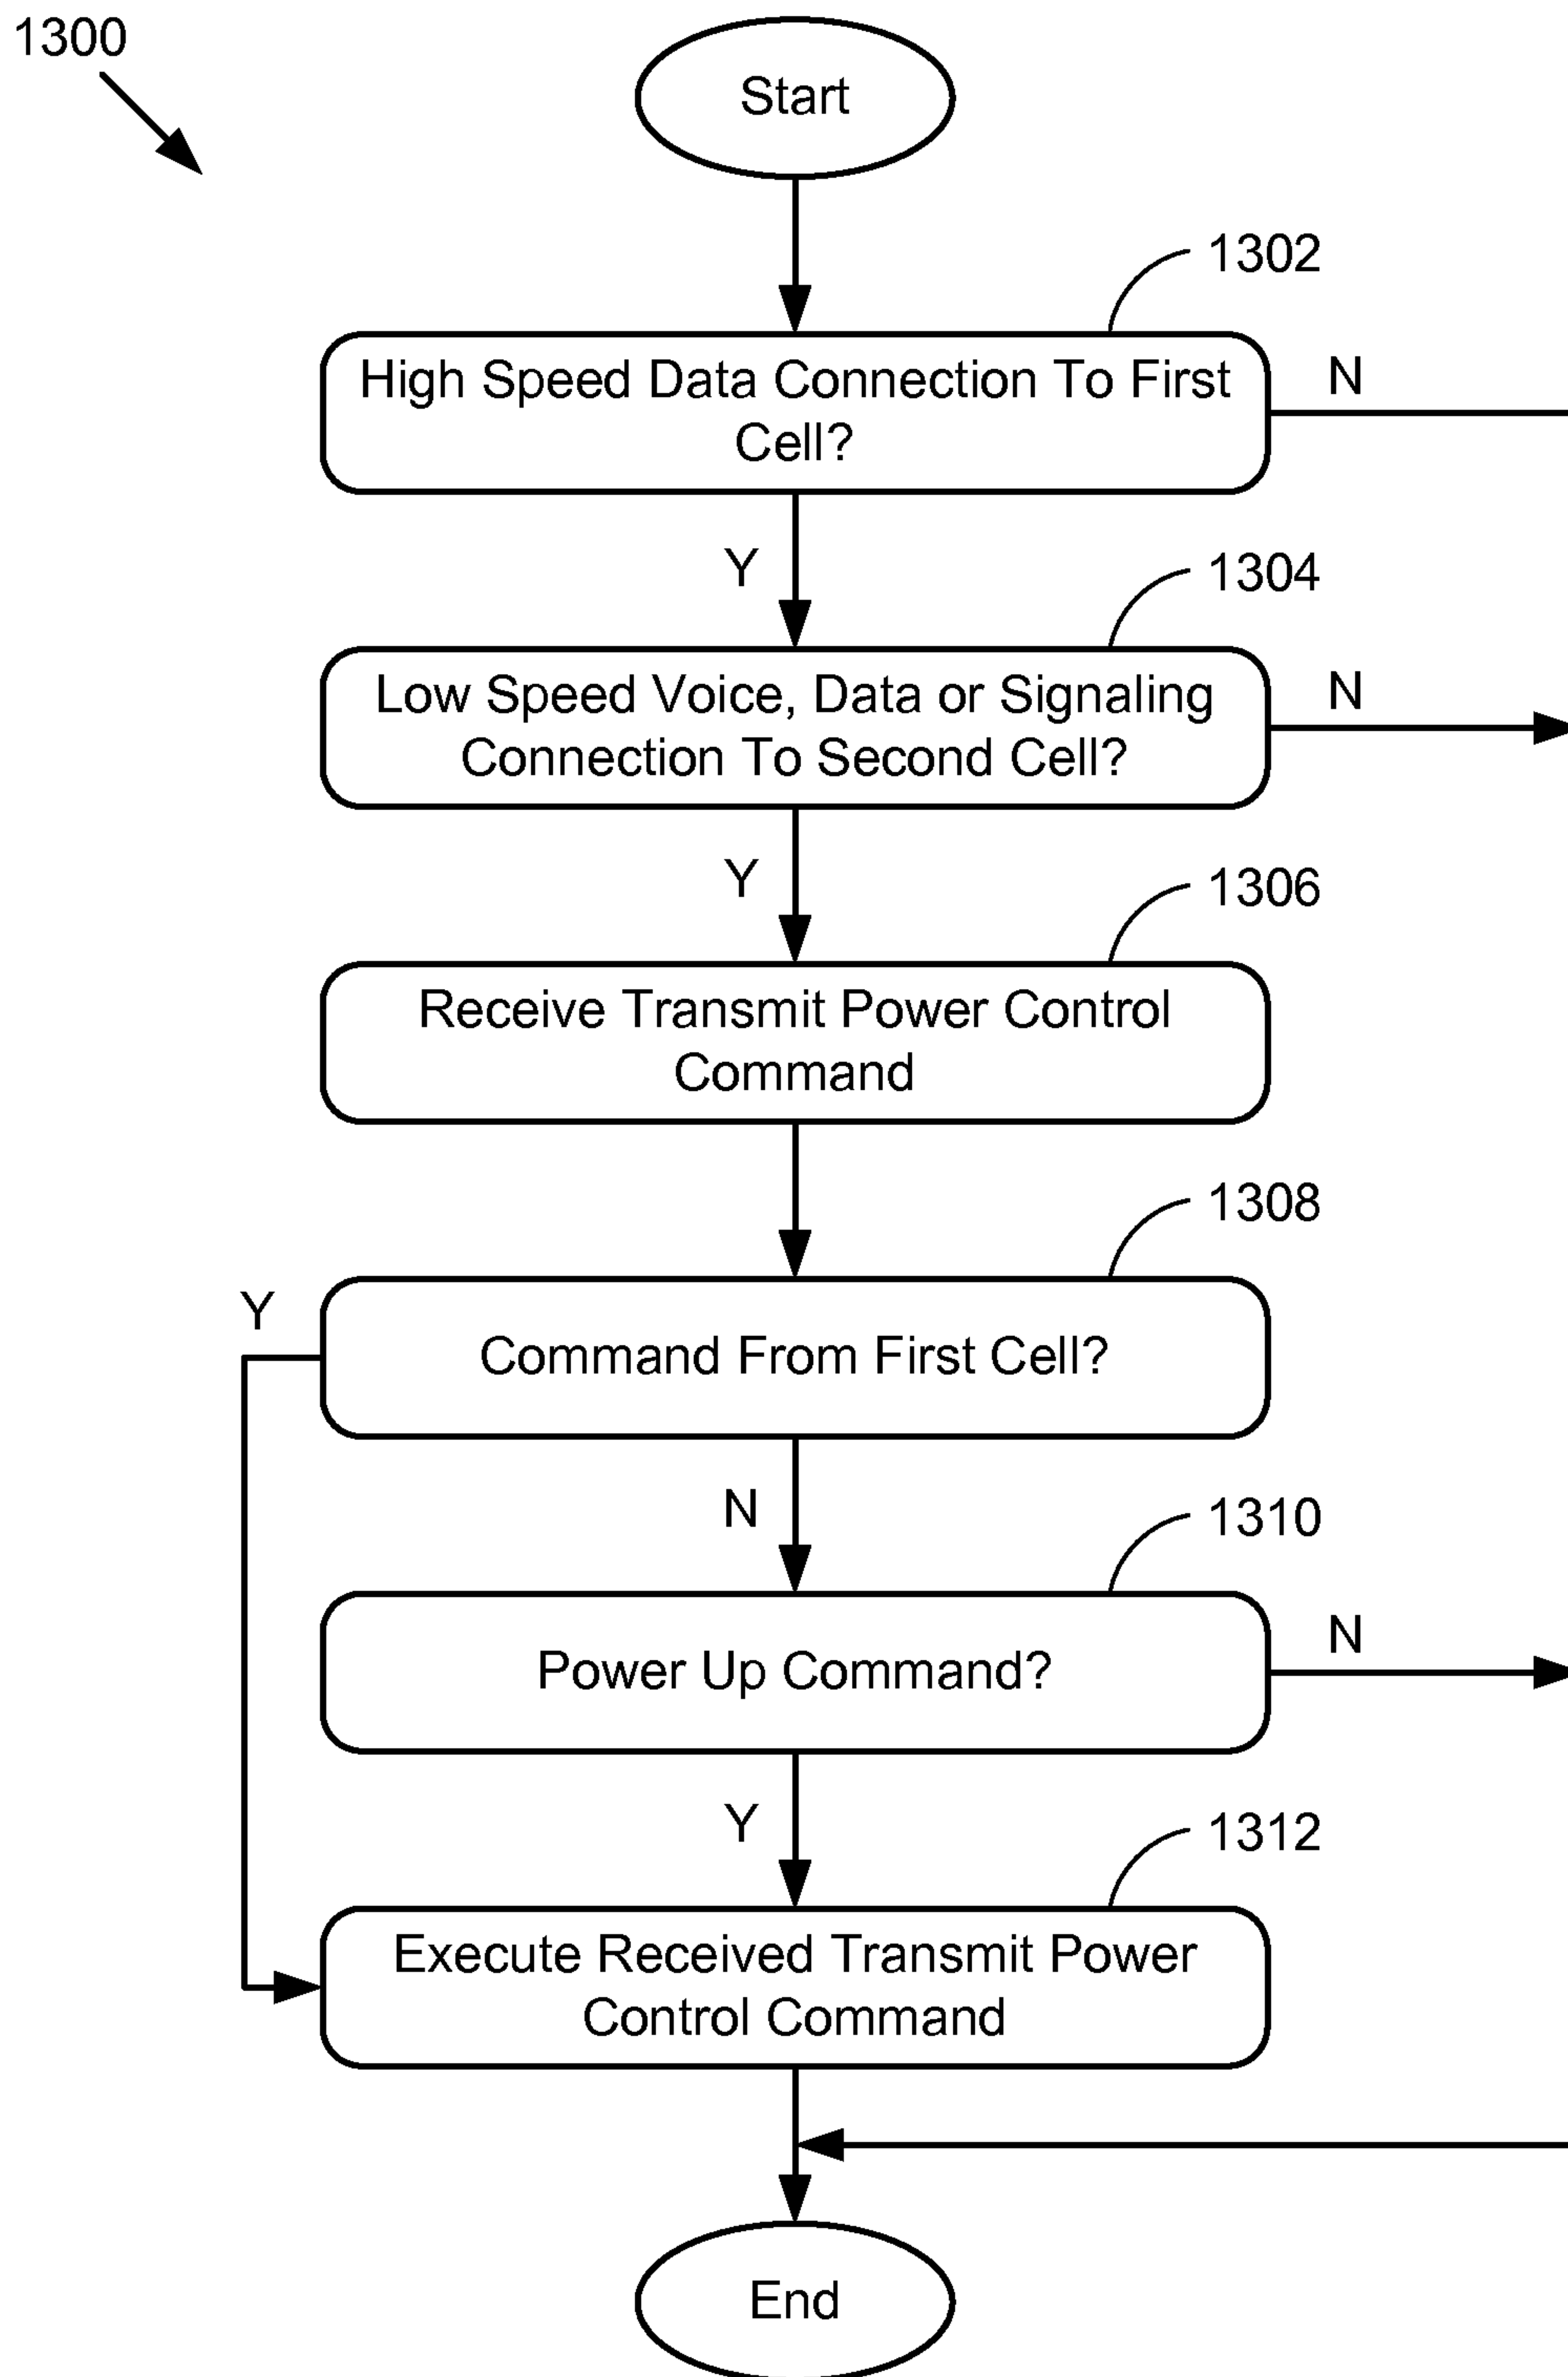 1300
Start
1302
High Speed Data Connection To First
Cell?
N
Y
1304
Low Speed Voice, Data or Signaling
Connection To Second Cell?
N
Y
1306
Receive Transmit Power Control
Command
1308
Y
Command From First Cell?
N
1310
Power Up Command?
N
Y
1312
Execute Received Transmit Power
Control Command
End